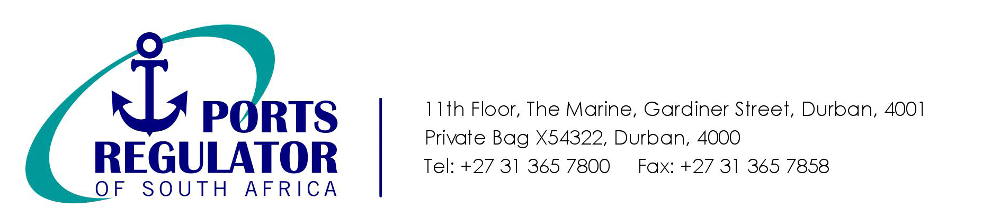 PORTS
REGULATOR
OF SOUTH AFRICA
11th Floor, The Marine, Gardiner Street, Durban, 4001
Private Bag X54322, Durban, 4000
Tel: +27 31 365 7800 Fax: +27 31 365 7858